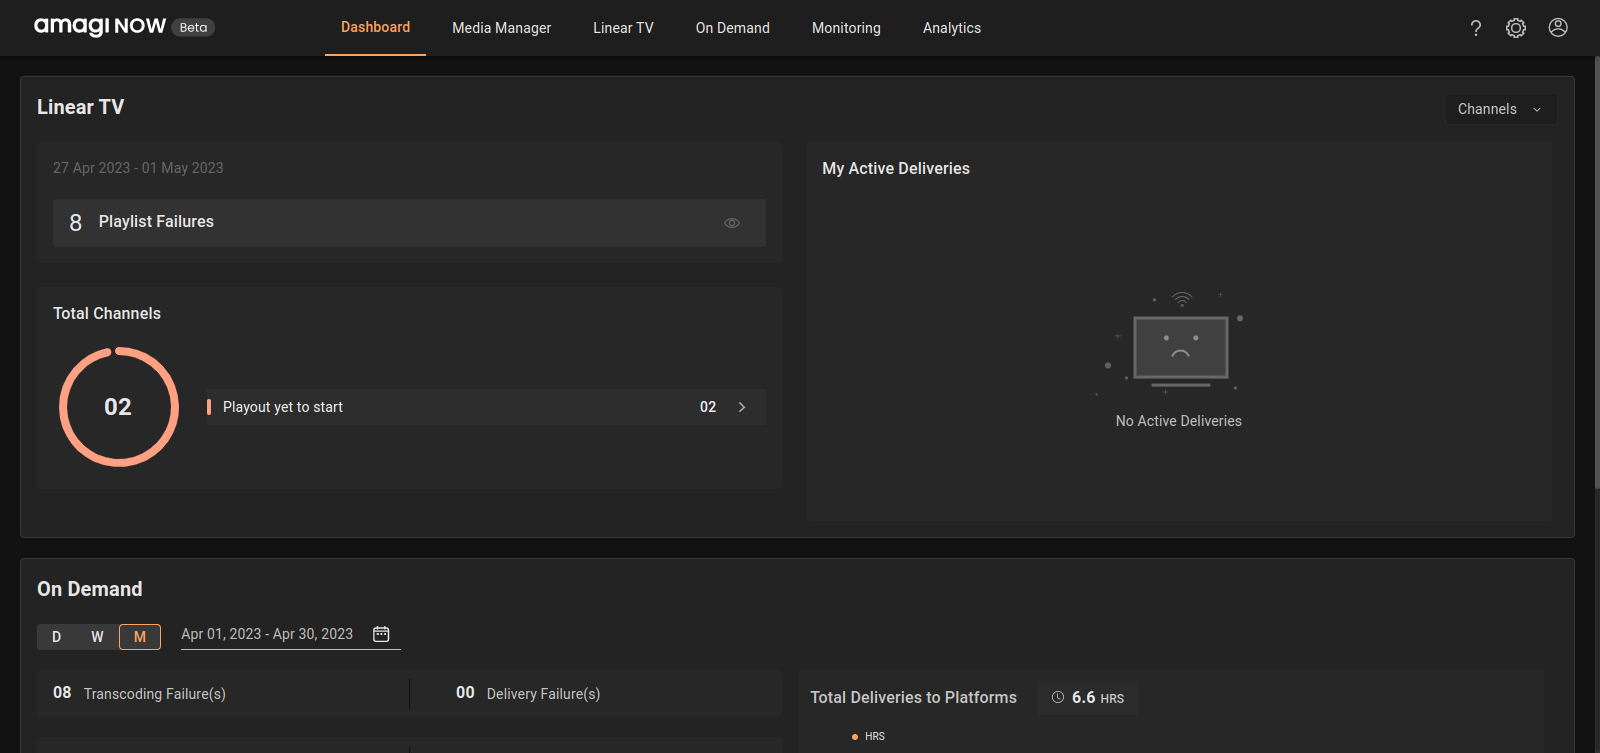 amagi NOW Beta
Dashboard Media Manager Linear TV On Demand Monitoring Analytics ?
Linear TV
Channels
27 Apr 2023 - 01 May 2023
8 Playlist Failures
My Active Deliveries
Total Channels
02
Playout yet to start 02
No Active Deliveries
On Demand
D W M Apr 01, 2023 - Apr 30, 2023
08 Transcoding Failure(s) 00 Delivery Failure(s)
Total Deliveries to Platforms 6.6 HRS
HRS